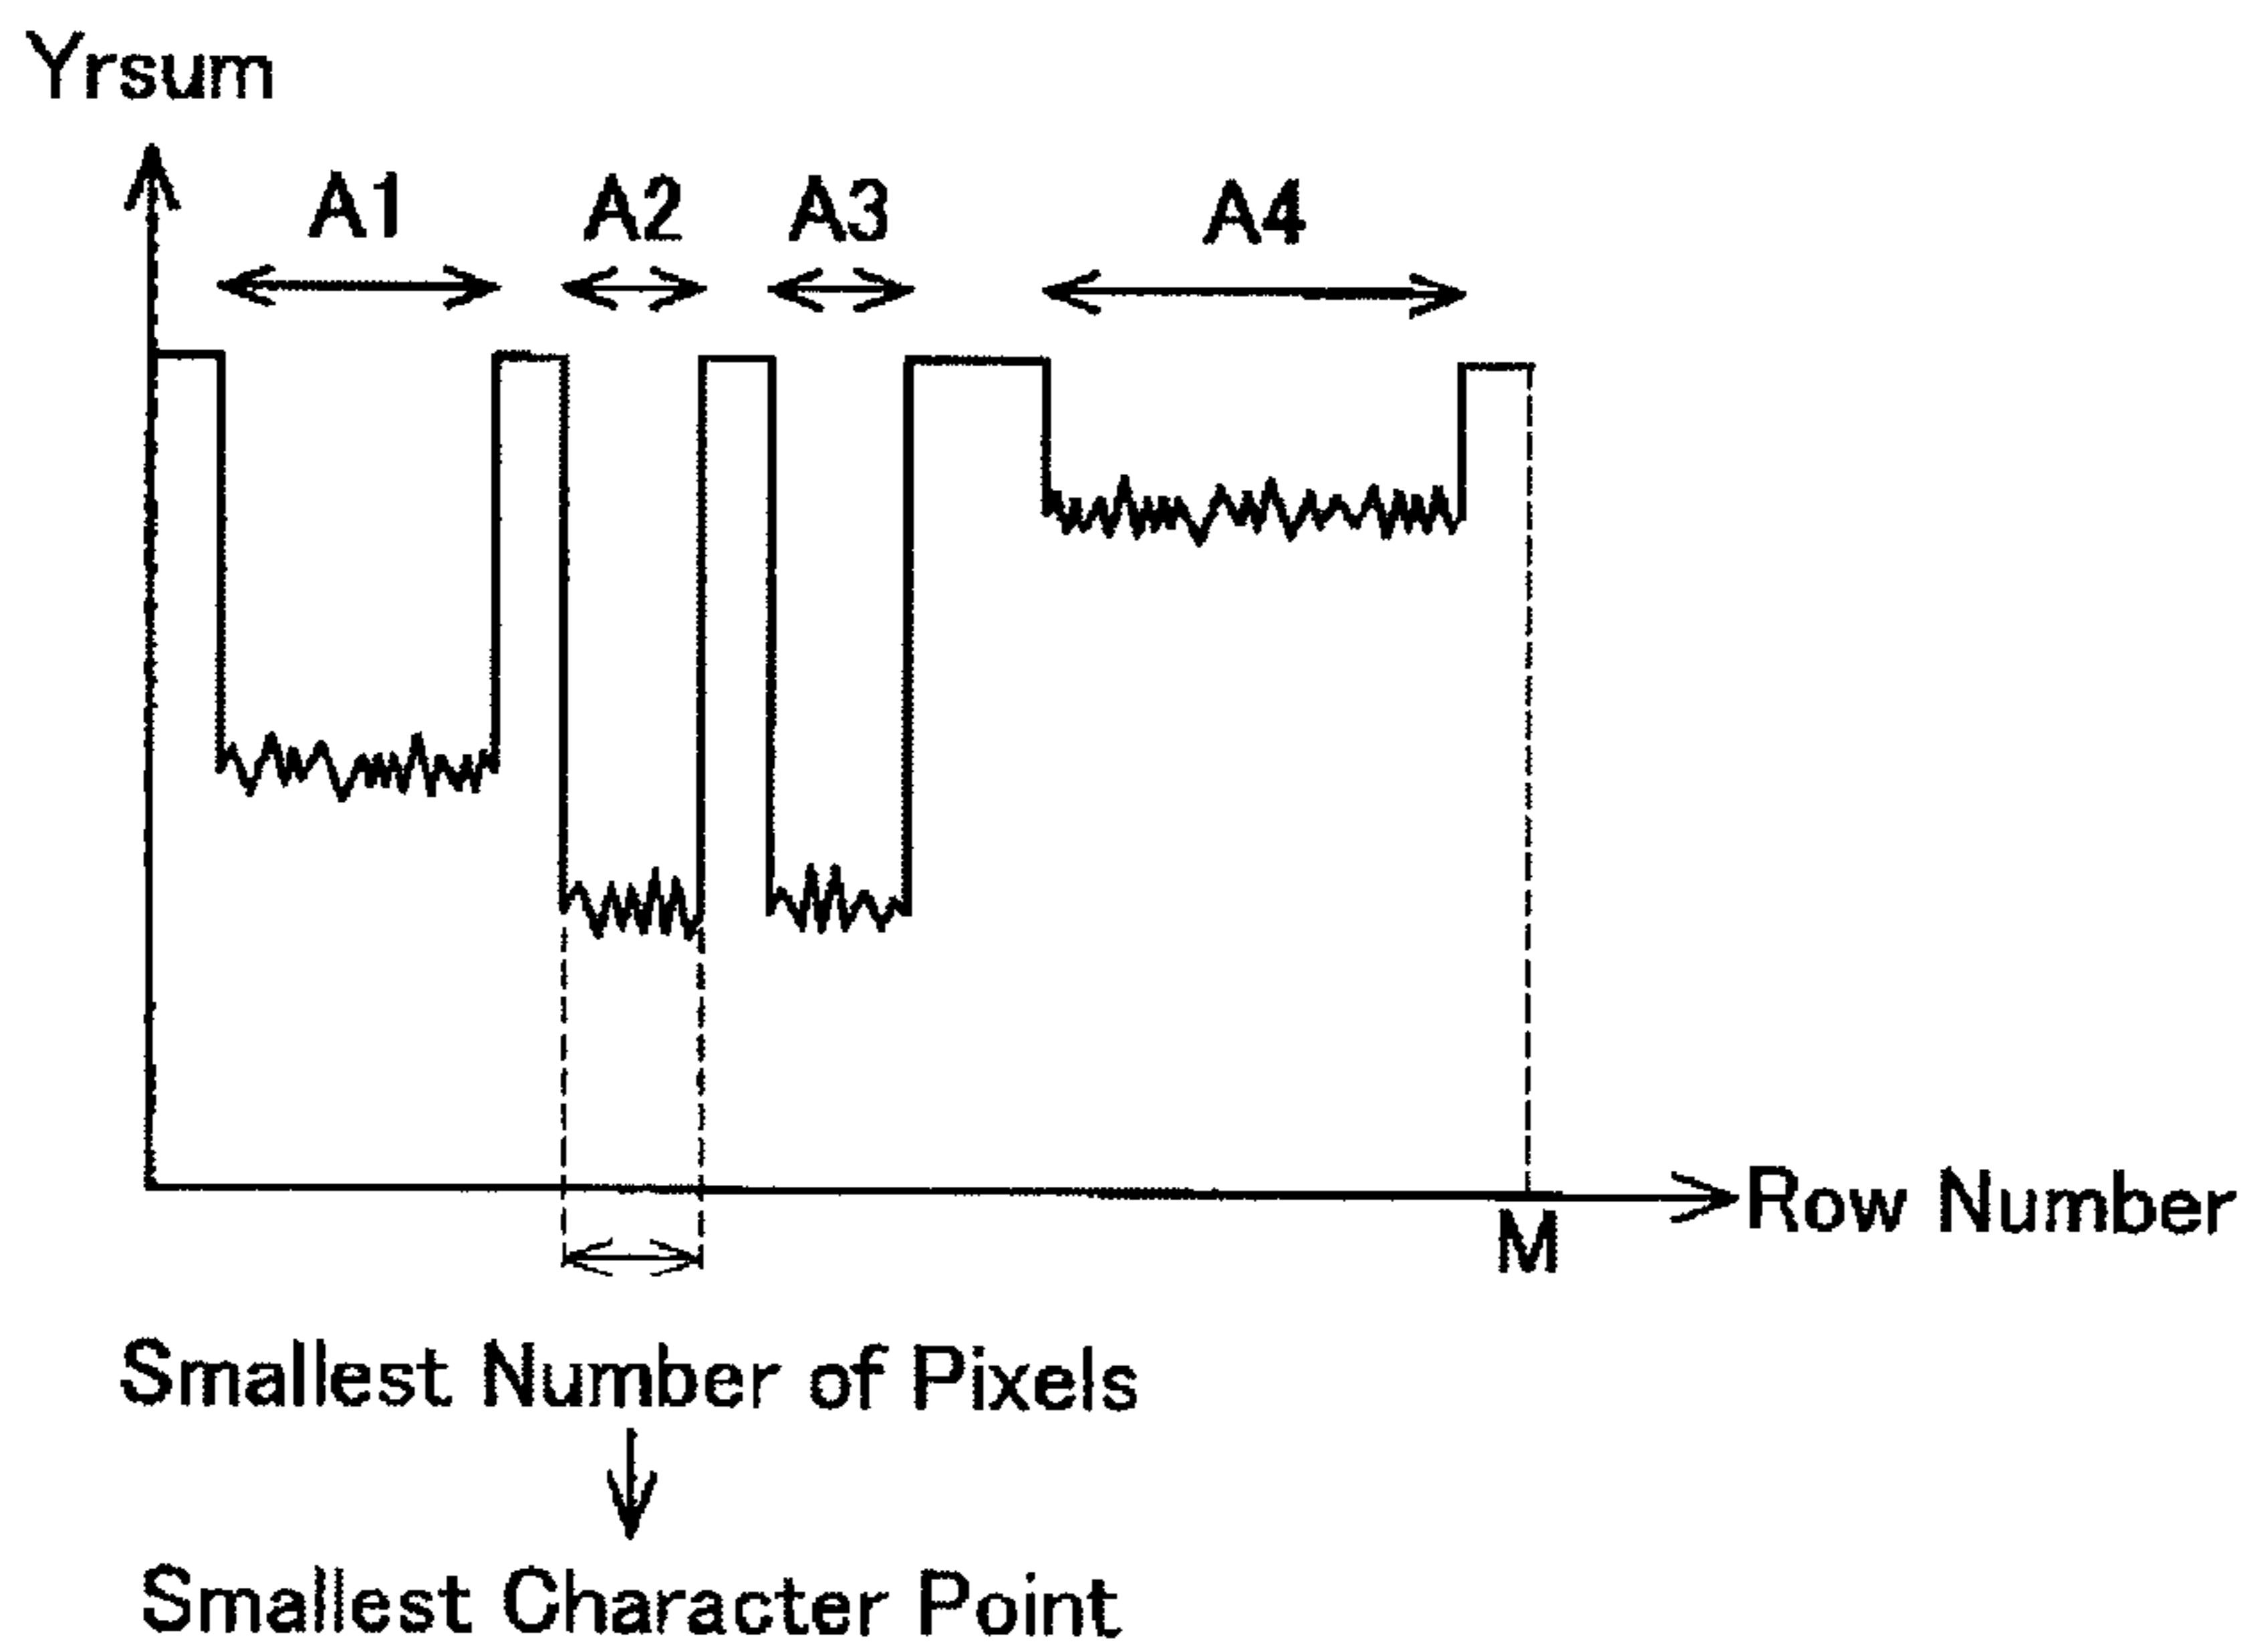 Yrsum
A1 A2 A3 A4
Row Number
M
Smallest Number of Pixels
Smallest Character Point